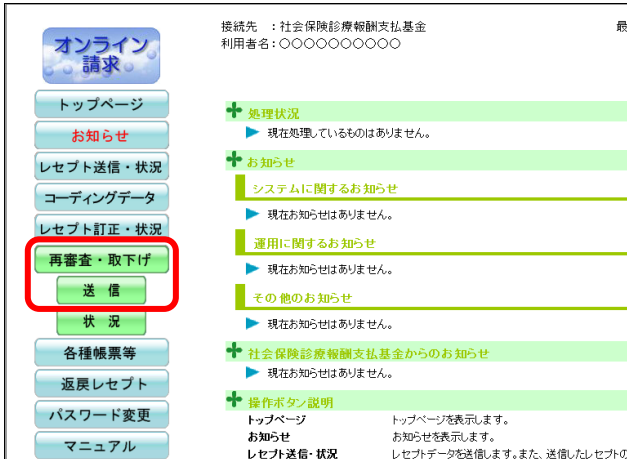 オンライン
請求
接続先　：社会保険診療報酬支払基金
利用者名：○○○○○○○○○○
最
トップページ
お知らせ
レセプト送信・状況
コーディングデータ
レセプト訂正・状況
再審査・取下げ
送　信
状　況
各種帳票等
返戻レセプト
パスワード変更
マニュアル
処理状況
現在処理しているものはありません。
お知らせ
システムに関するお知らせ
現在お知らせはありません。
運用に関するお知らせ
現在お知らせはありません。
その他のお知らせ
現在お知らせはありません。
社会保険診療報酬支払基金からのお知らせ
現在お知らせはありません。
操作ボタン説明
トップページ　トップページを表示します。
お知らせ　お知らせを表示します。
レセプト送信・状況　レセプトデータを送信します。また、送信したレセプトの